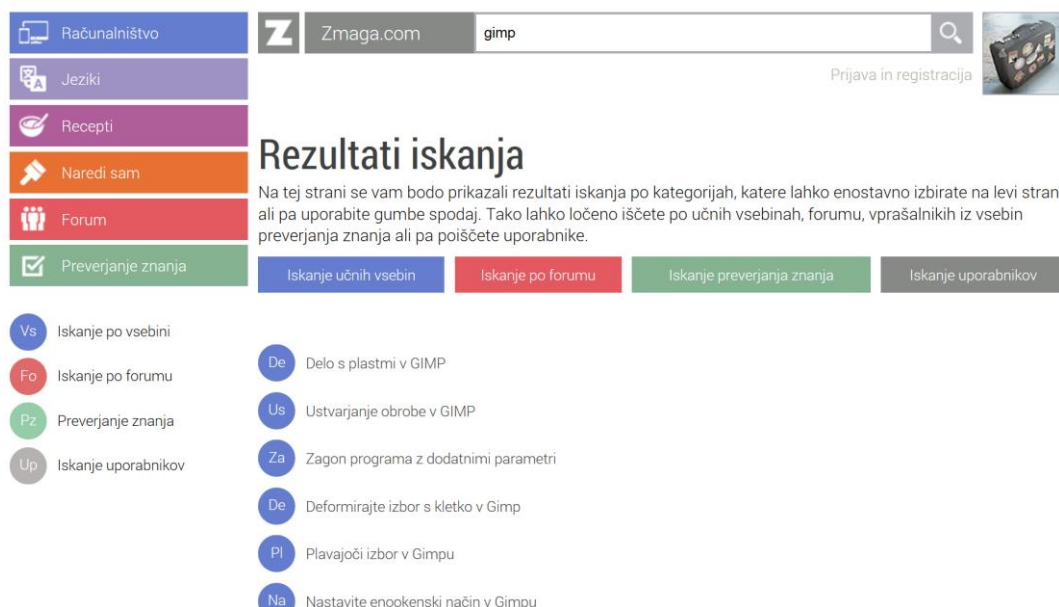 Računalništvo
Jeziki
Recepti
Naredi sam
Forum
Preverjanje znanja
Vs Iskanje po vsebini
Fo Iskanje po forumu
Pz Preverjanje znanja
Up Iskanje uporabnikov
Z Zmaga.com gimp
Prijava in registracija
Rezultati iskanja
Na tej strani se vam bodo prikazali rezultati iskanja po kategorijah, katere lahko enostavno izbirate na levi stran
ali pa uporabite gumbe spodaj. Tako lahko ločeno iščete po učnih vsebinah, forumu, vprašalnikih iz vsebin
preverjanja znanja ali pa poiščete uporabnike.
Iskanje učnih vsebin Iskanje po forumu Iskanje preverjanja znanja Iskanje uporabnikov
De Delo s plastmi v GIMP
Us Ustvarjanje obrobe v GIMP
Za Zagon programa z dodatnimi parametri
De Deformirajte izbor s kletko v Gimp
Pl Plavajoči izbor v Gimpu
Na Nastavite enookenski način v Gimpu